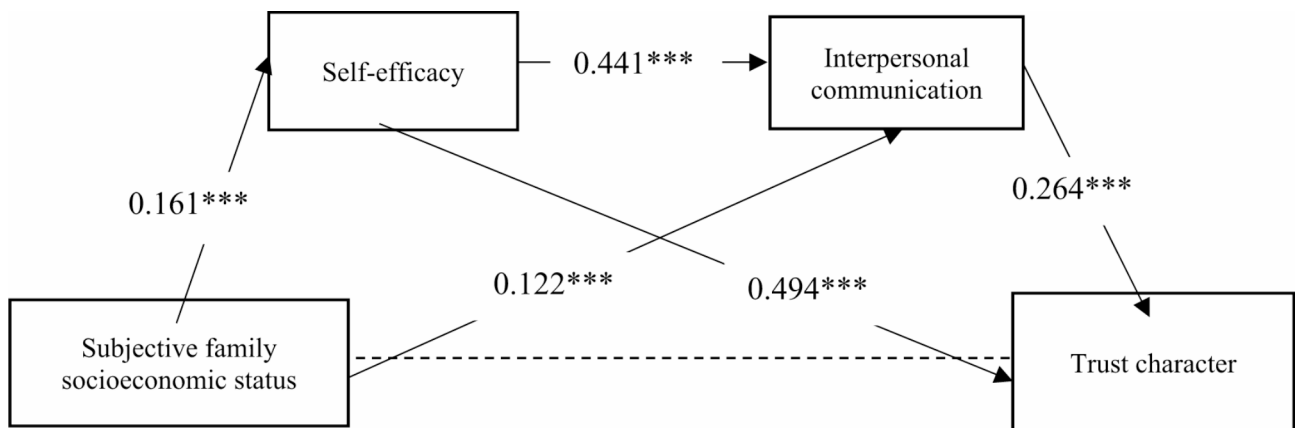 Self-efficacy
0.441***
Interpersonal
communication
0.161***
0.264***
0.122***
0.494***
Subjective family
socioeconomic status
Trust character